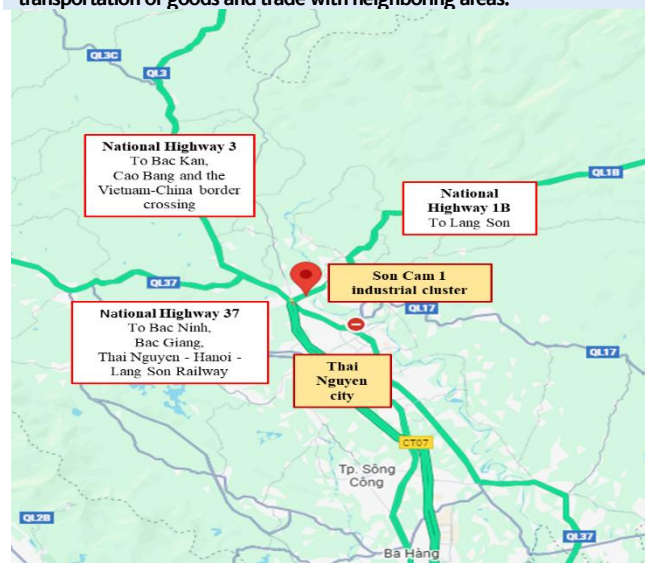 transportation of goods and trade with neighboring areas.
QL3C
QL3
National Highway 3
To Bac Kan,
Cao Bang and the
Vietnam-China border
crossing
QL1B
National
Highway 1B
To Lang Son
Son Cam 1
industrial cluster
QL37
QL17
National Highway 37
To Bac Ninh,
Bac Giang,
Thai Nguyen - Hanoi -
Lang Son Railway
QL17
Thai
Nguyen
city
CT07
Tp. Sông
Công
QL2B
QL37
Ba Hàng